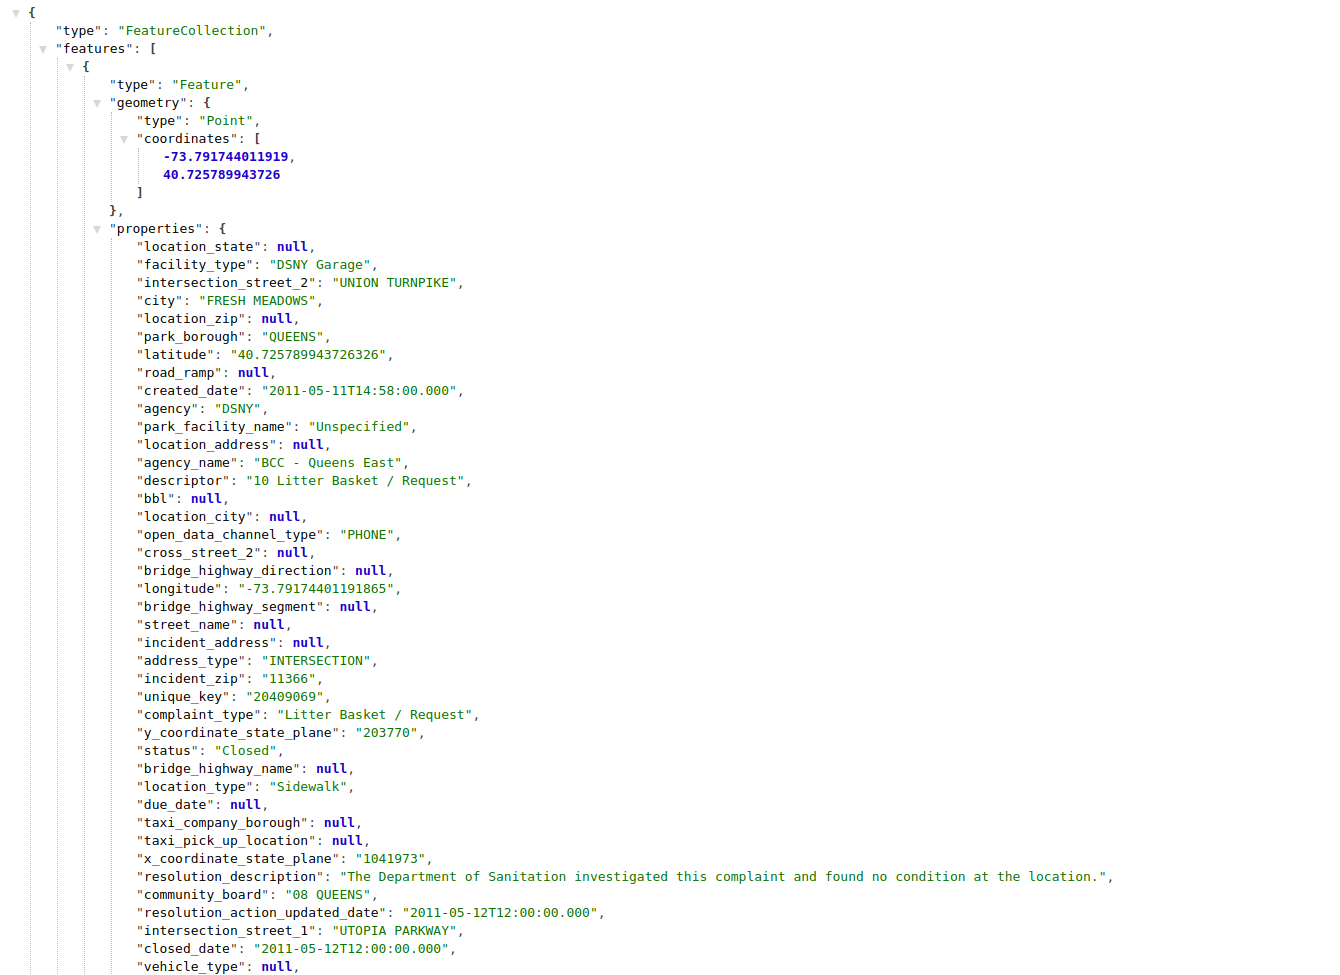 {
"type": "FeatureCollection",
"features": [
{
"type": "Feature",
"geometry": {
"type": "Point",
"coordinates": [
-73.791744011919,
40.725789943726
]
},
"properties": {
"location_state": null,
"facility_type": "DSNY Garage",
"intersection_street_2": "UNION TURNPIKE",
"city": "FRESH MEADOWS",
"location_zip": null,
"park_borough": "QUEENS",
"latitude": "40.725789943726326",
"road_ramp": null,
"created_date": "2011-05-11T14:58:00.000",
"agency": "DSNY",
"park_facility_name": "Unspecified",
"location_address": null,
"agency_name": "BCC - Queens East",
"descriptor": "10 Litter Basket / Request",
"bbl": null,
"location_city": null,
"open_data_channel_type": "PHONE",
"cross_street_2": null,
"bridge_highway_direction": null,
"longitude": "-73.79174401191865",
"bridge_highway_segment": null,
"street_name": null,
"incident_address": null,
"address_type": "INTERSECTION",
"incident_zip": "11366",
"unique_key": "20409069",
"complaint_type": "Litter Basket / Request",
"y_coordinate_state_plane": "203770",
"status": "Closed",
"bridge_highway_name": null,
"location_type": "Sidewalk",
"due_date": null,
"taxi_company_borough": null,
"taxi_pick_up_location": null,
"x_coordinate_state_plane": "1041973",
"resolution_description": "The Department of Sanitation investigated this complaint and found no condition at the location.",
"community_board": "08 QUEENS",
"resolution_action_updated_date": "2011-05-12T12:00:00.000",
"intersection_street_1": "UTOPIA PARKWAY",
"closed_date": "2011-05-12T12:00:00.000",
"vehicle_type": null,